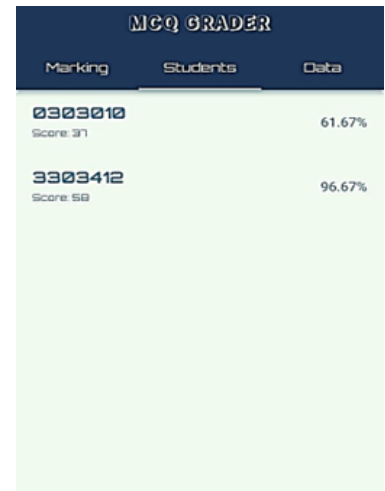 MCQ GRADER
Marking Students Data
0303010
Score: 37
61.67%
3303412
Score: 58
96.67%